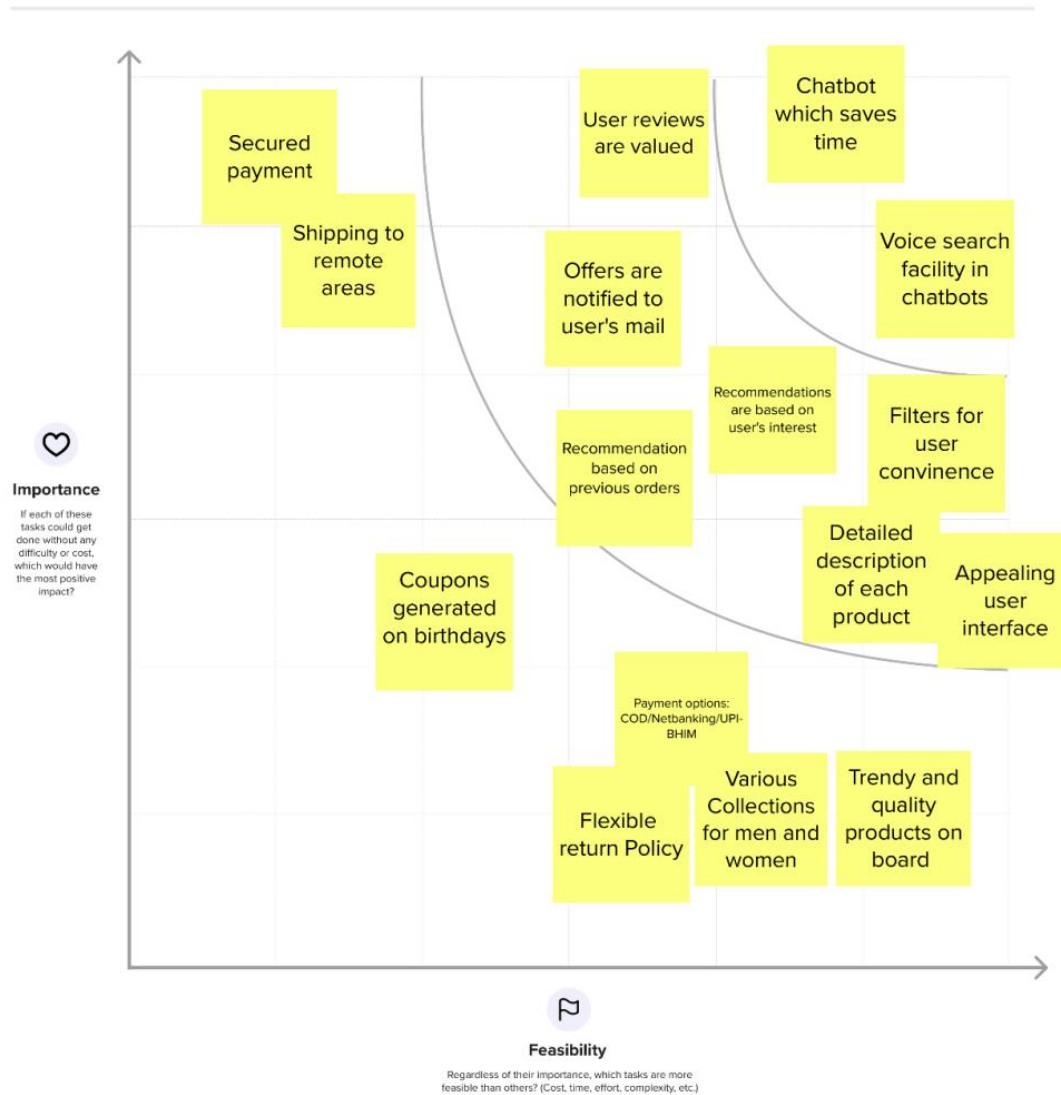 Chatbot
which saves
time
User reviews
are valued
Secured
payment
Shipping to
remote
areas
Voice search
facility in
chatbots
Offers are
notified to
user's mail
Recommendations
are based on
user's interest
Filters for
user
convinence
Recommendation
based on
previous orders
Importance
If each of these
tasks could get
done without any
difficulty or cost,
which would have
the most positive
impact?
Detailed
description
of each
product
Appealing
user
interface
Coupons
generated
on birthdays
Payment options:
COD/Netbanking/UPI-
BHIM
Flexible
return Policy
Various
Collections
for men and
women
Trendy and
quality
products on
board
Feasibility
Regardless of their importance, which tasks are more
feasible than others? (Cost, time, effort, complexity, etc.)